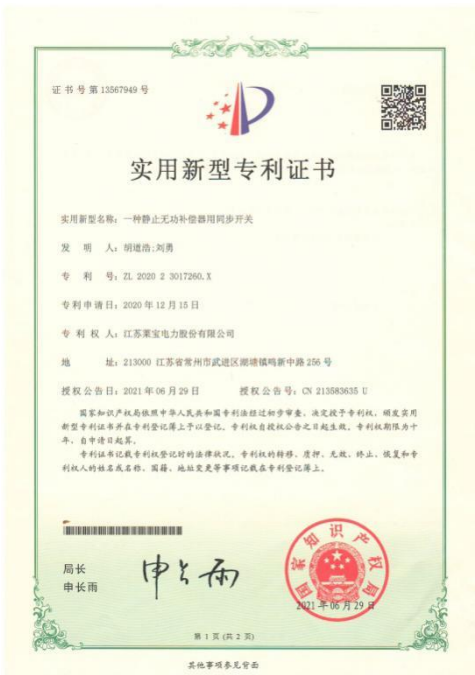 证书号第13567949号
实用新型专利证书
实用新型名称：一种静止无功补偿器用同步开关
发 明 人：胡道浩;刘勇
专 利 号：ZL 2020 2 3017260.X
专利申请日：2020年12月15日
专 利 权 人：江苏莱宝电力股份有限公司
地 址：213000 江苏省常州市武进区湖塘镇鸣新中路256号
授权公告日：2021年06月29日 授权公告号：CN 213583635 U
国家知识产权局依照中华人民共和国专利法经过初步审查，决定授予专利权，颁发实用
新型专利证书并在专利登记簿上予以登记。专利权自授权公告之日起生效。专利权期限为十
年，自申请日起算。
专利证书记载专利权登记时的法律状况。专利权的转移、质押、无效、终止、恢复和专
利权人的姓名或名称、国籍、地址变更等事项记载在专利登记簿上。
局长
申长雨
申长雨
国家知识产权局
2021年06月29日
第 1 页 (共 2 页)
其他事项参见背面